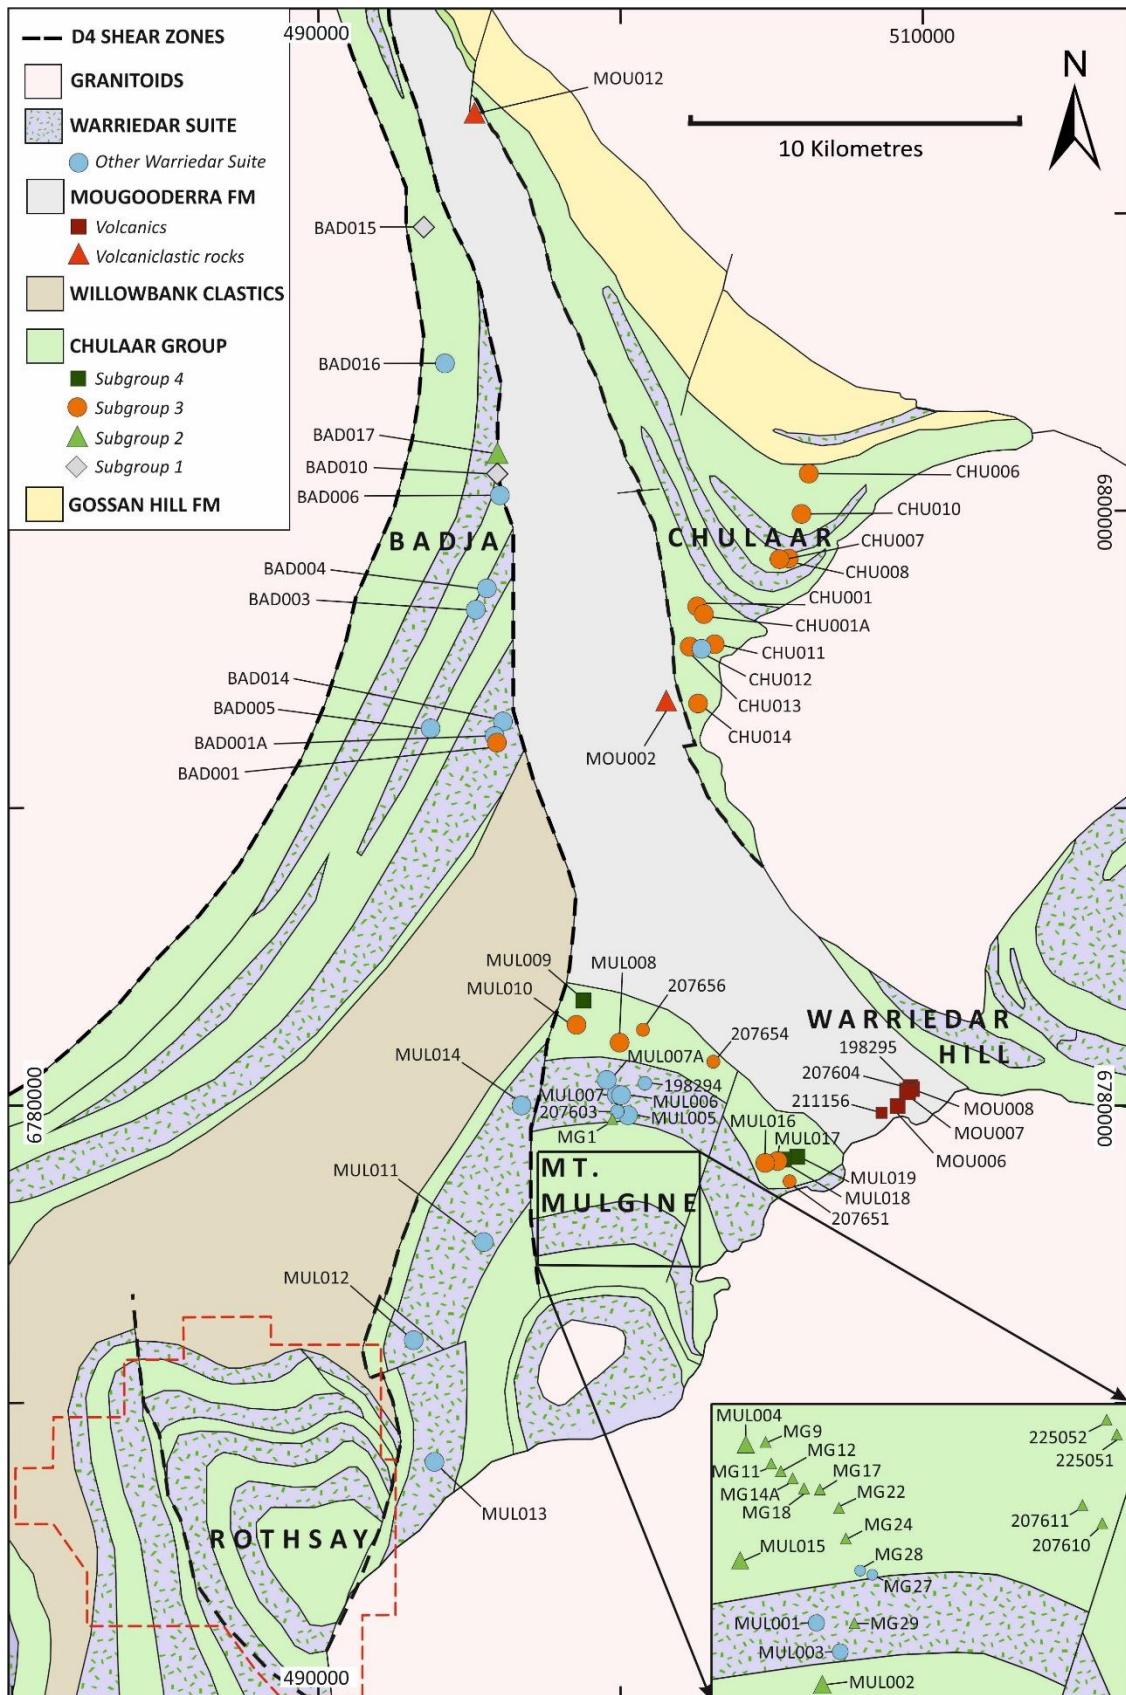 D4 SHEAR ZONES
GRANITOIDS
WARRIEDAR SUITE
Other Warriedar Suite
MOUGOODERRA FM
Volcanics
Volcaniclastic rocks
WILLOWBANK CLASTICS
CHULAAR GROUP
Subgroup 4
Subgroup 3
Subgroup 2
Subgroup 1
GOSSAN HILL FM
490000
510000
N
10 Kilometres
MOU012
BAD015
BAD016
BAD017
BAD010
BAD006
BADJA
BAD004
BAD003
BAD014
BAD005
BAD001A
BAD001
CHU006
CHU010
CHULAAR
CHU007
CHU008
CHU001
CHU001A
CHU011
CHU012
CHU013
CHU014
MOU002
6800000
MUL009
MUL008
MUL010
207656
WARRIEDAR
HILL
207654
198295
207604
MUL014
MUL007A
198294
MUL007
MUL006
207603
MUL005
MG1
211156
MOU008
MOU007
MOU006
MUL016
MUL017
MUL019
MUL018
207651
6780000
6780000
MT.
MULGINE
MUL011
MUL012
MUL013
ROTHSAY
490000
MUL004
MG9
MG12
MG11
MG17
MG14A
MG18
MG22
MG24
MUL015
MG28
MG27
MUL001
MG29
MUL003
MUL002
225052
225051
207611
207610